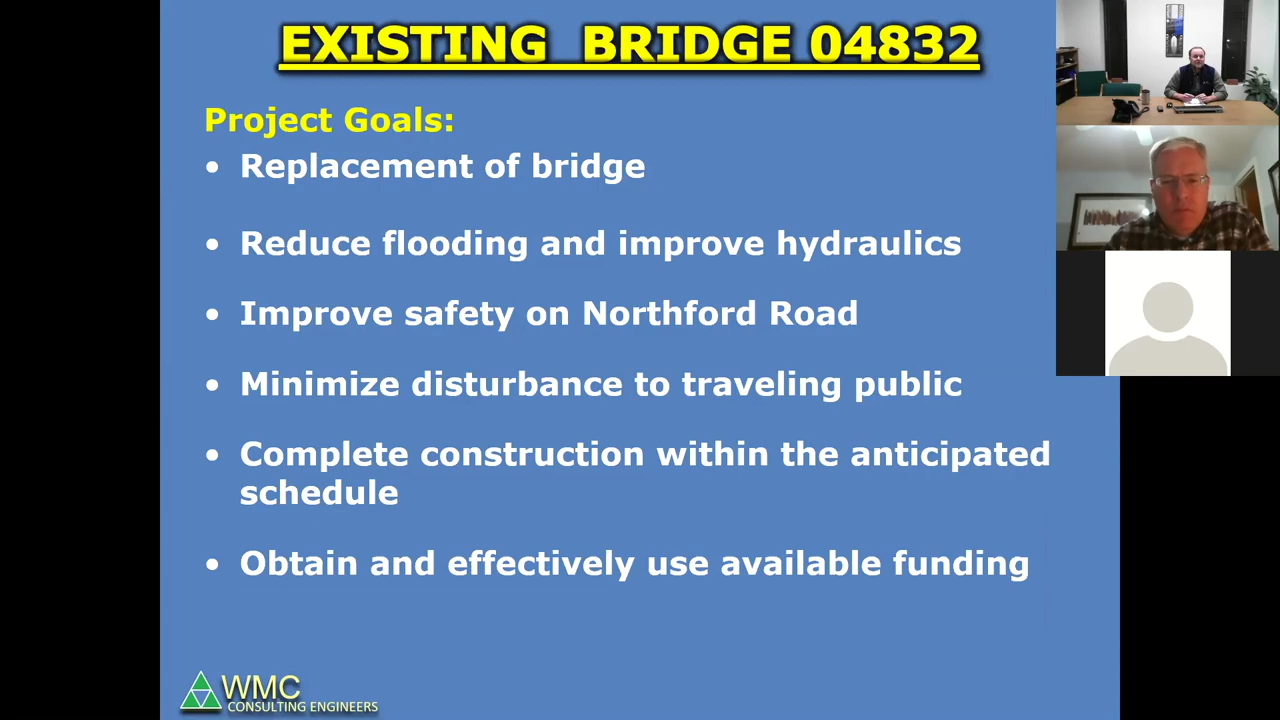 EXISTING BRIDGE 04832
Project Goals:
• Replacement of bridge
• Reduce flooding and improve hydraulics
• Improve safety on Northford Road
• Minimize disturbance to traveling public
• Complete construction within the anticipated
schedule
• Obtain and effectively use available funding
WMC
CONSULTING ENGINEERS